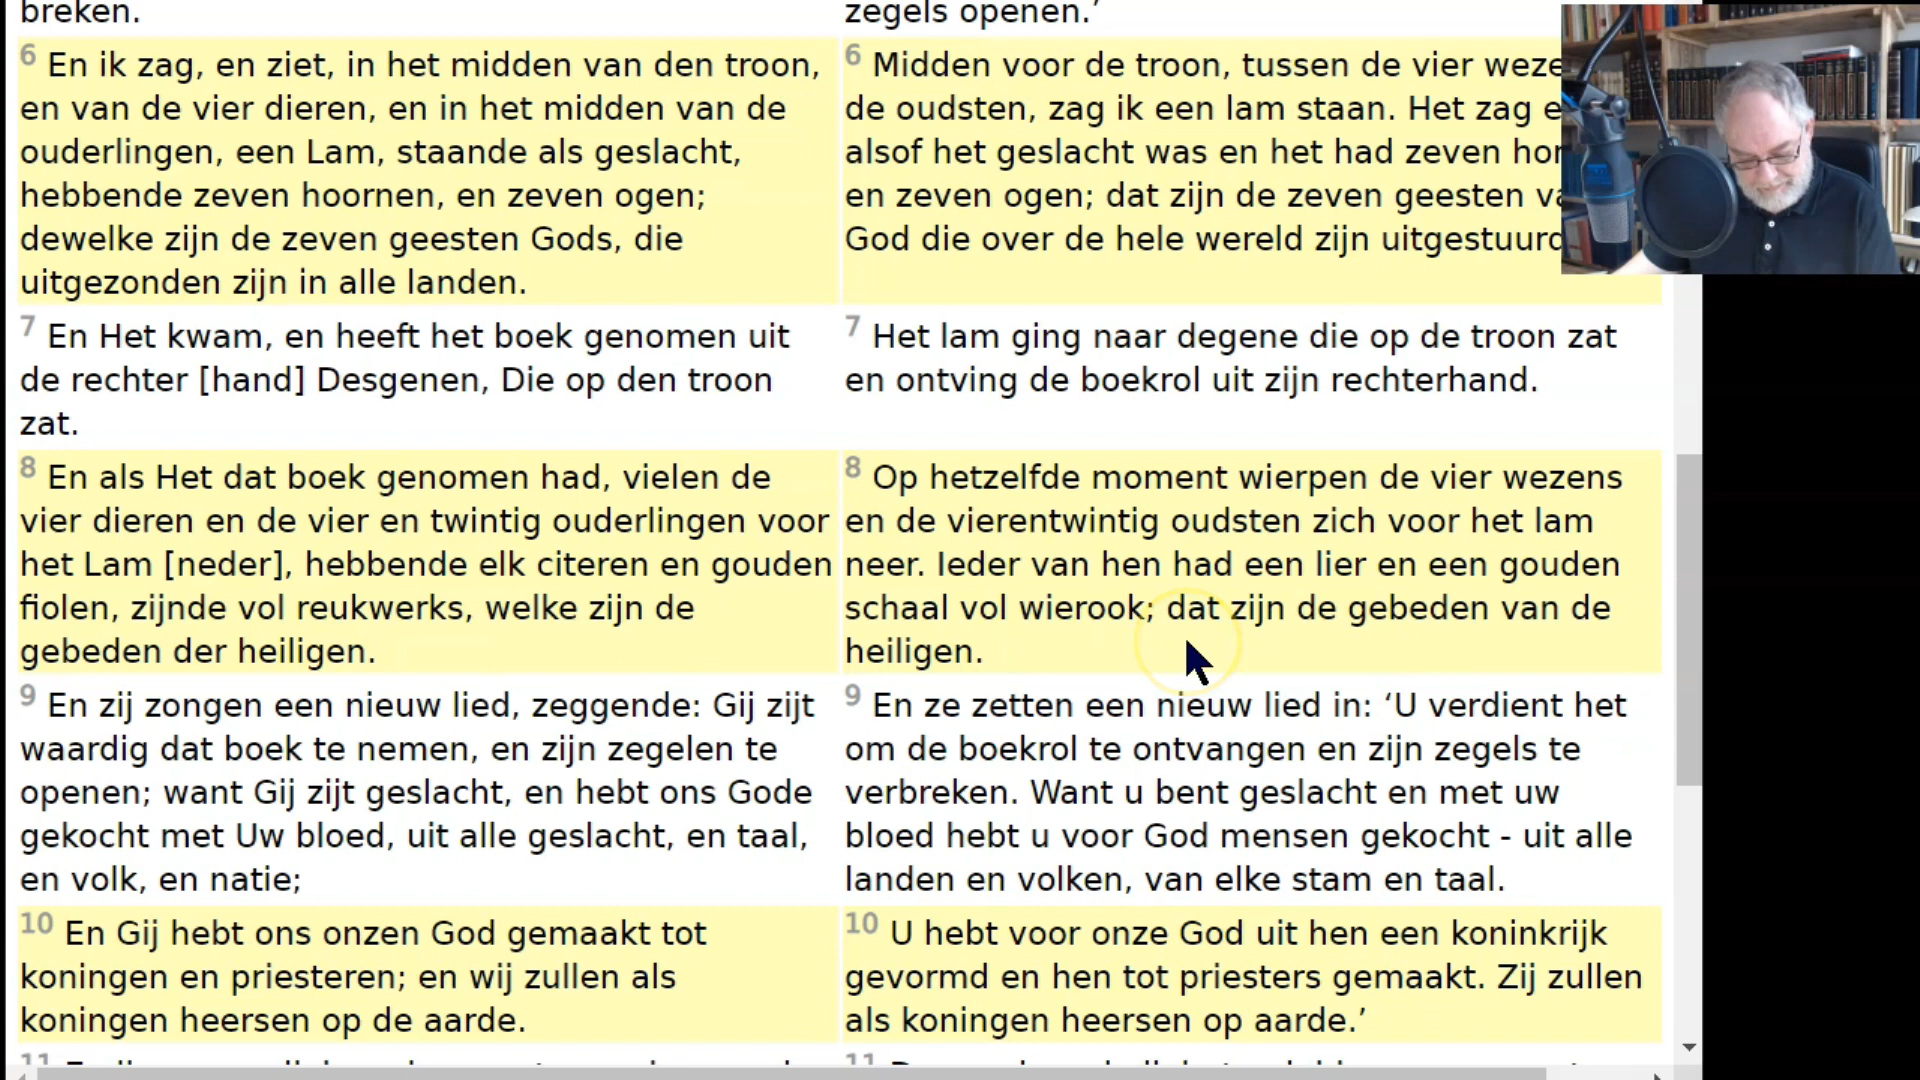 breken.
6 En ik zag, en ziet, in het midden van den troon,
en van de vier dieren, en in het midden van de
ouderlingen, een Lam, staande als geslacht,
hebbende zeven hoornen, en zeven ogen;
dewelke zijn de zeven geesten Gods, die
uitgezonden zijn in alle landen.
7 En Het kwam, en heeft het boek genomen uit
de rechter [hand] Desgenen, Die op den troon
zat.
8 En als Het dat boek genomen had, vielen de
vier dieren en de vier en twintig ouderlingen voor
het Lam [neder], hebbende elk citeren en gouden
fiolen, zijnde vol reukwerks, welke zijn de
gebeden der heiligen.
9 En zij zongen een nieuw lied, zeggende: Gij zijt
waardig dat boek te nemen, en zijn zegelen te
openen; want Gij zijt geslacht, en hebt ons Gode
gekocht met Uw bloed, uit alle geslacht, en taal,
en volk, en natie;
10 En Gij hebt ons onzen God gemaakt tot
koningen en priesteren; en wij zullen als
koningen heersen op de aarde.
11
zegels openen.’
6 Midden voor de troon, tussen de vier
de oudsten, zag ik een lam staan. Het zag
alsof het geslacht was en het had zeven
en zeven ogen; dat zijn de zeven geesten
God die over de hele wereld zijn uitgestuurd
7 Het lam ging naar degene die op de troon zat
en ontving de boekrol uit zijn rechterhand.
8 Op hetzelfde moment wierpen de vier wezens
en de vierentwintig oudsten zich voor het lam
neer. Ieder van hen had een lier en een gouden
schaal vol wierook; dat zijn de gebeden van de
heiligen.
9 En ze zetten een nieuw lied in: ‘U verdient het
om de boekrol te ontvangen en zijn zegels te
verbreken. Want u bent geslacht en met uw
bloed hebt u voor God mensen gekocht - uit alle
landen en volken, van elke stam en taal.
10 U hebt voor onze God uit hen een koninkrijk
gevormd en hen tot priesters gemaakt. Zij zullen
als koningen heersen op aarde.’
11